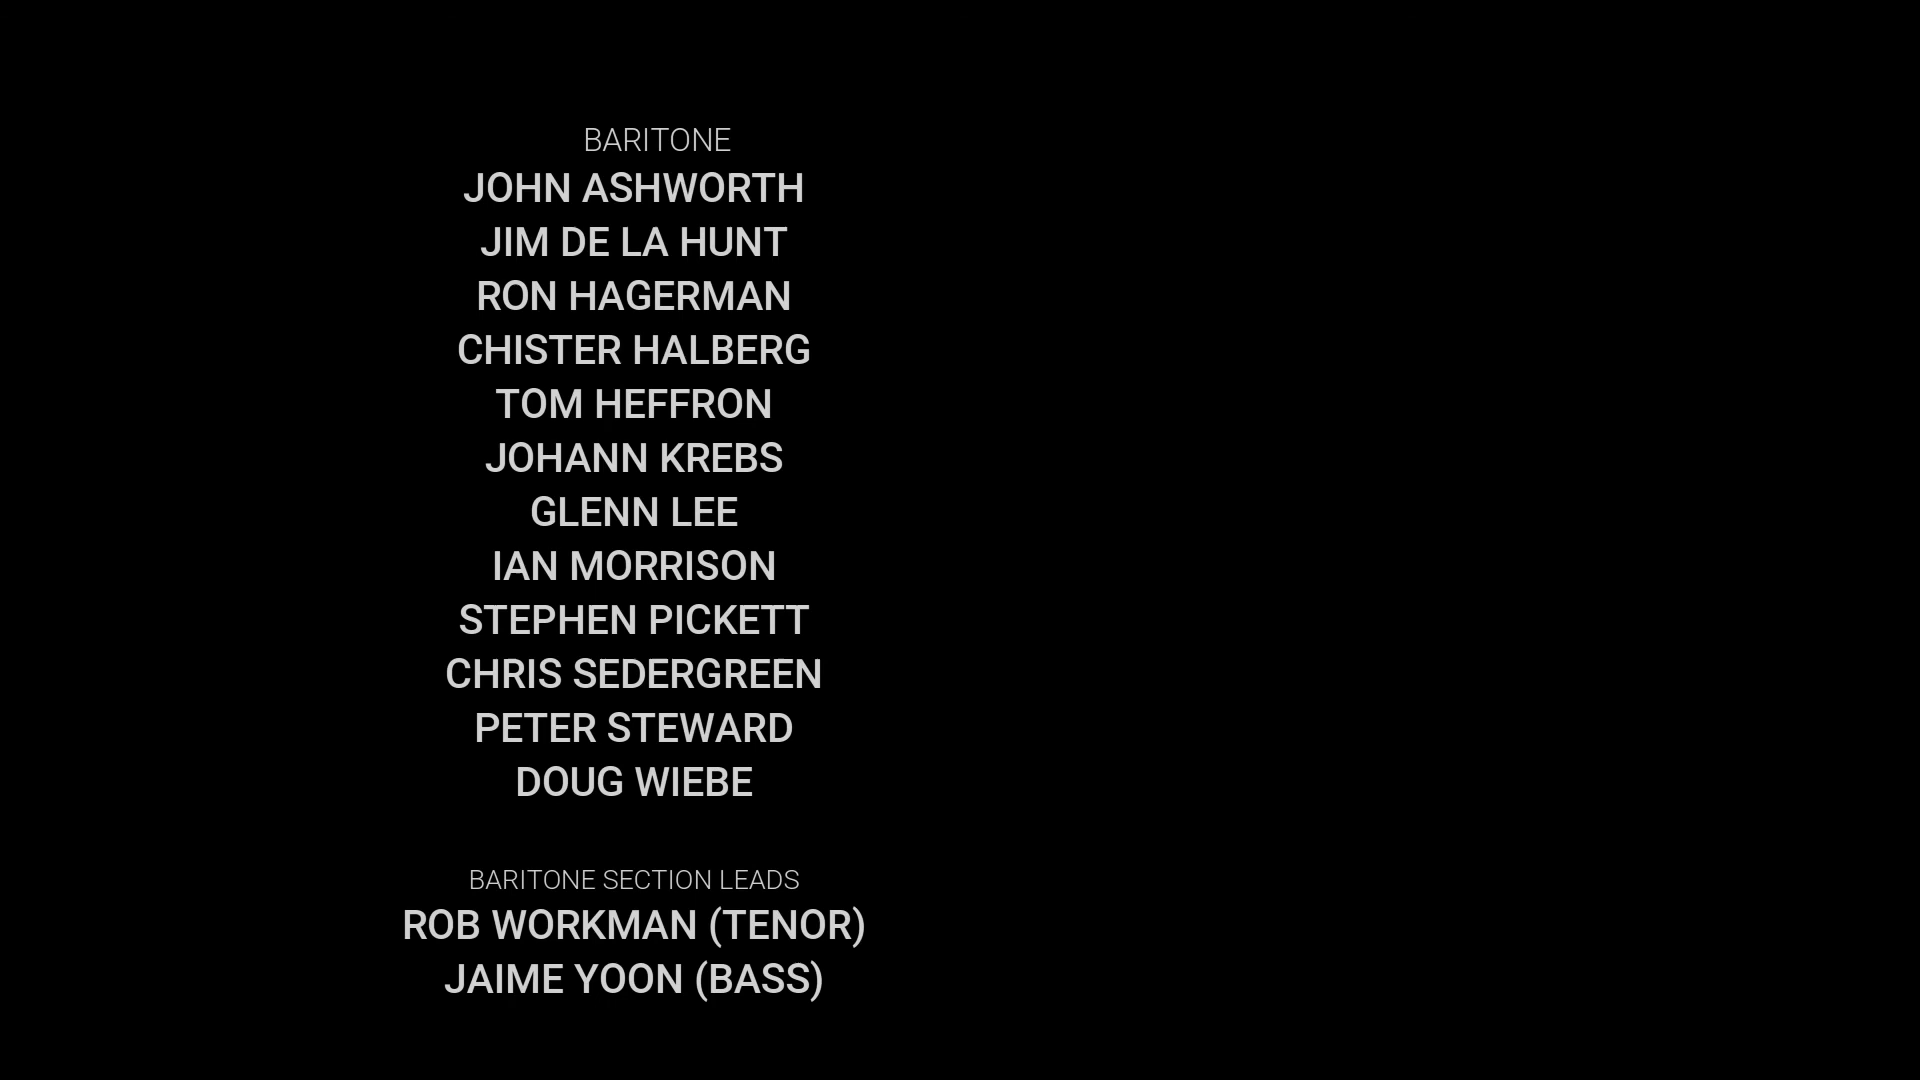 BARITONE
JOHN ASHWORTH
JIM DE LA HUNT
RON HAGERMAN
CHISTER HALBERG
TOM HEFFRON
JOHANN KREBS
GLENN LEE
IAN MORRISON
STEPHEN PICKETT
CHRIS SEDERGREEN
PETER STEWARD
DOUG WIEBE
BARITONE SECTION LEADS
ROB WORKMAN (TENOR)
JAIME YOON (BASS)